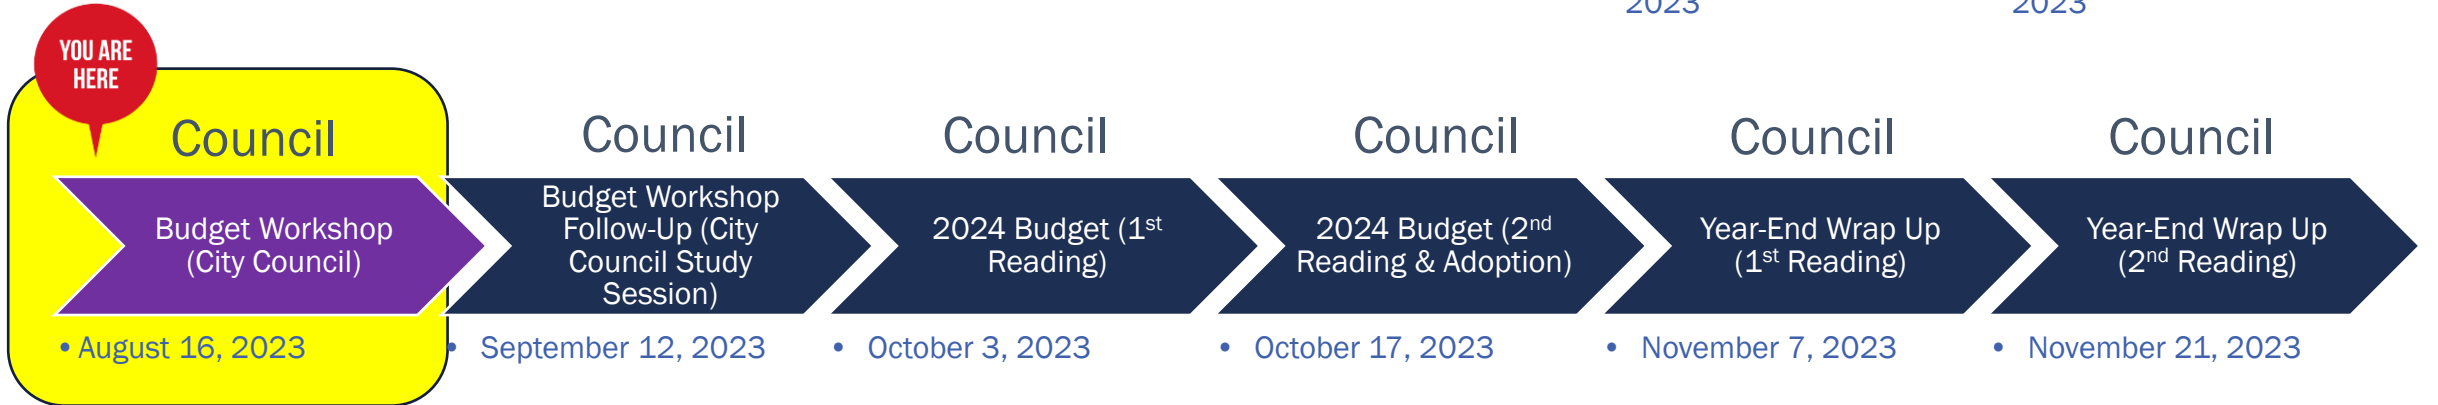 2023
2023
YOU ARE
HERE
Council
Budget Workshop
(City Council)
• August 16, 2023
Council
Budget Workshop
Follow-Up (City
Council Study
Session)
• September 12, 2023
Council
2024 Budget (1st
Reading)
• October 3, 2023
Council
2024 Budget (2nd
Reading & Adoption)
• October 17, 2023
Council
Year-End Wrap Up
(1st Reading)
• November 7, 2023
Council
Year-End Wrap Up
(2nd Reading)
• November 21, 2023